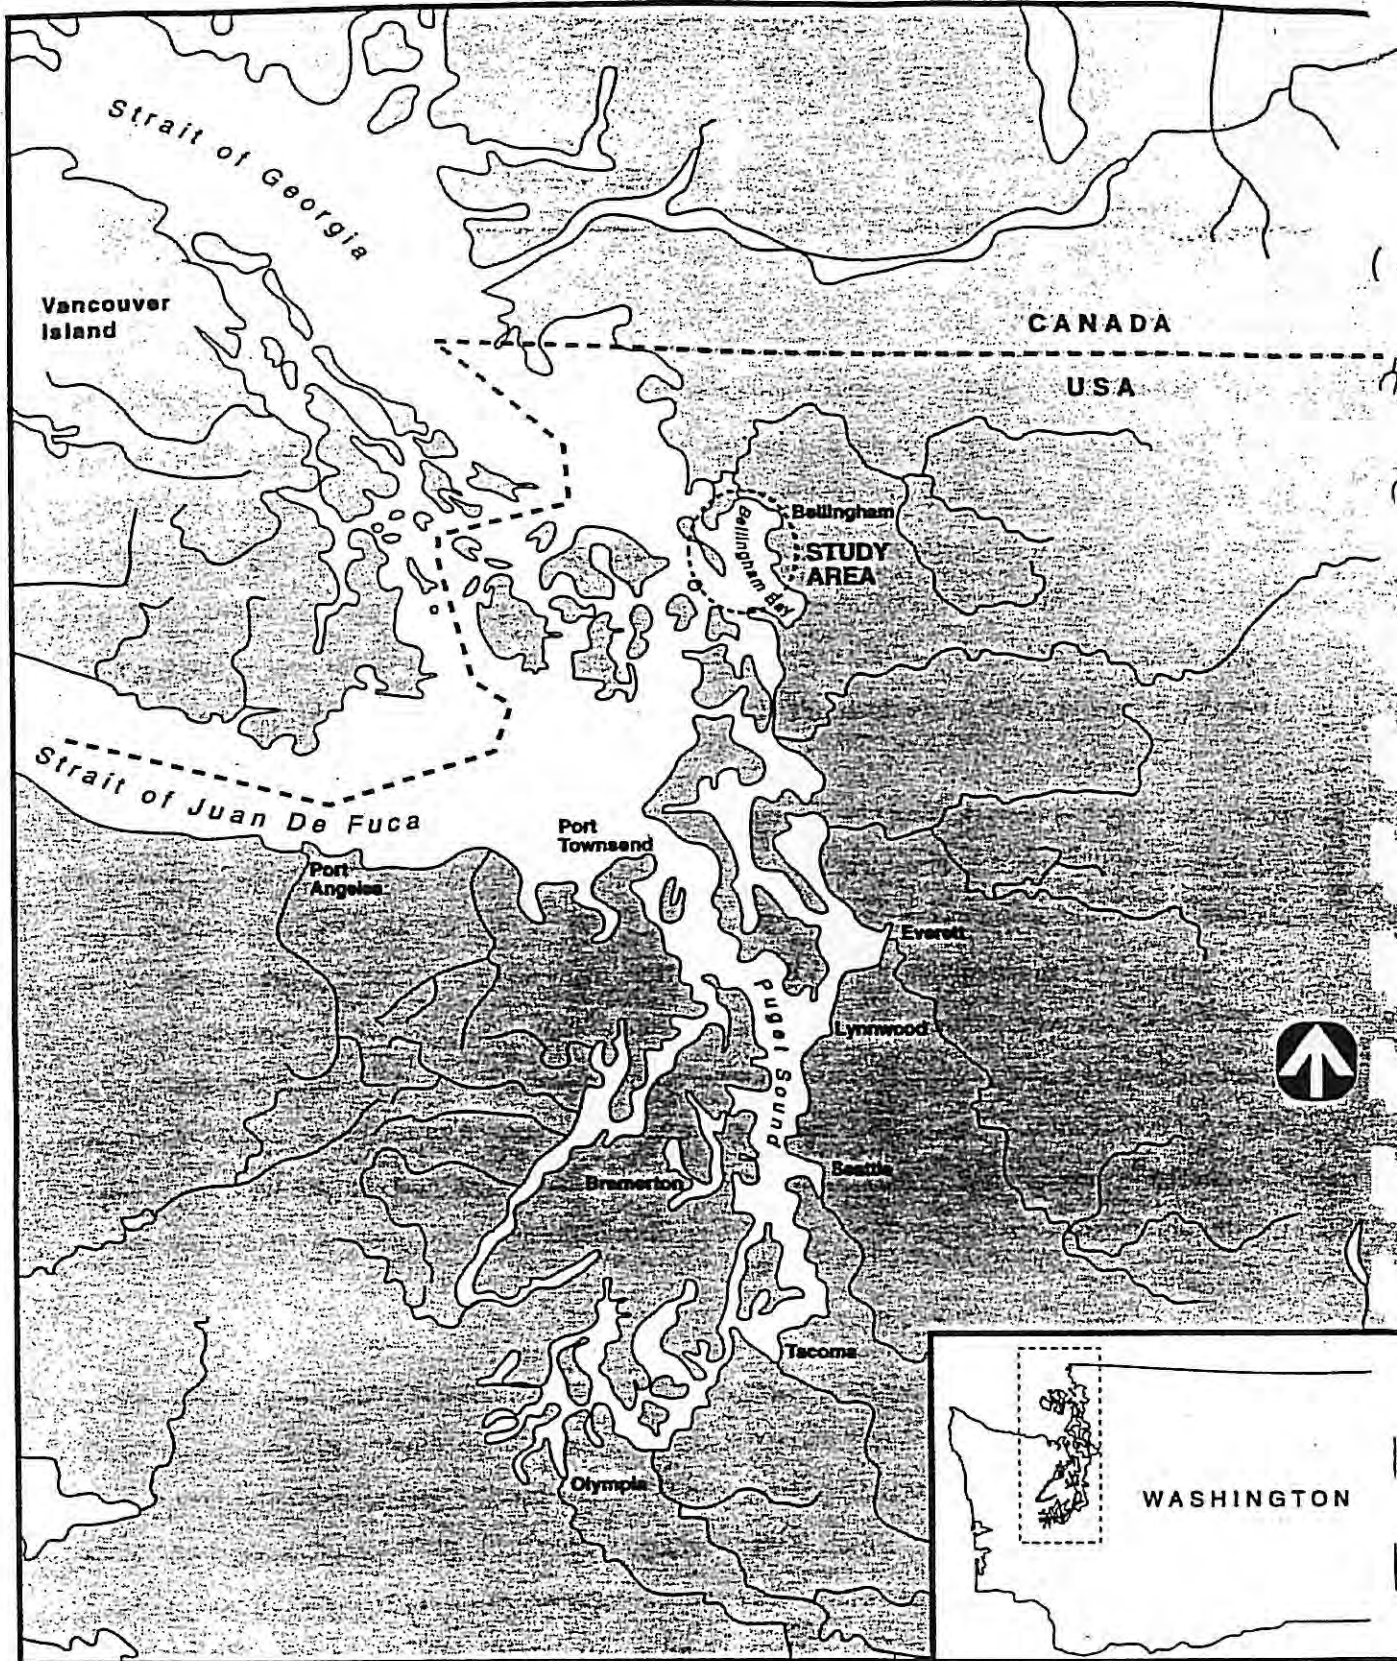 Strait of Georgia
Vancouver
Island
CANADA
USA
Bellingham
Bellingham Bay
STUDY
AREA
Strait of Juan De Fuca
Port
Townsend
Port
Angeles
Everett
Puget Sound
Lynnwood
Seattle
Bremerton
Tacoma
Olympia
WASHINGTON